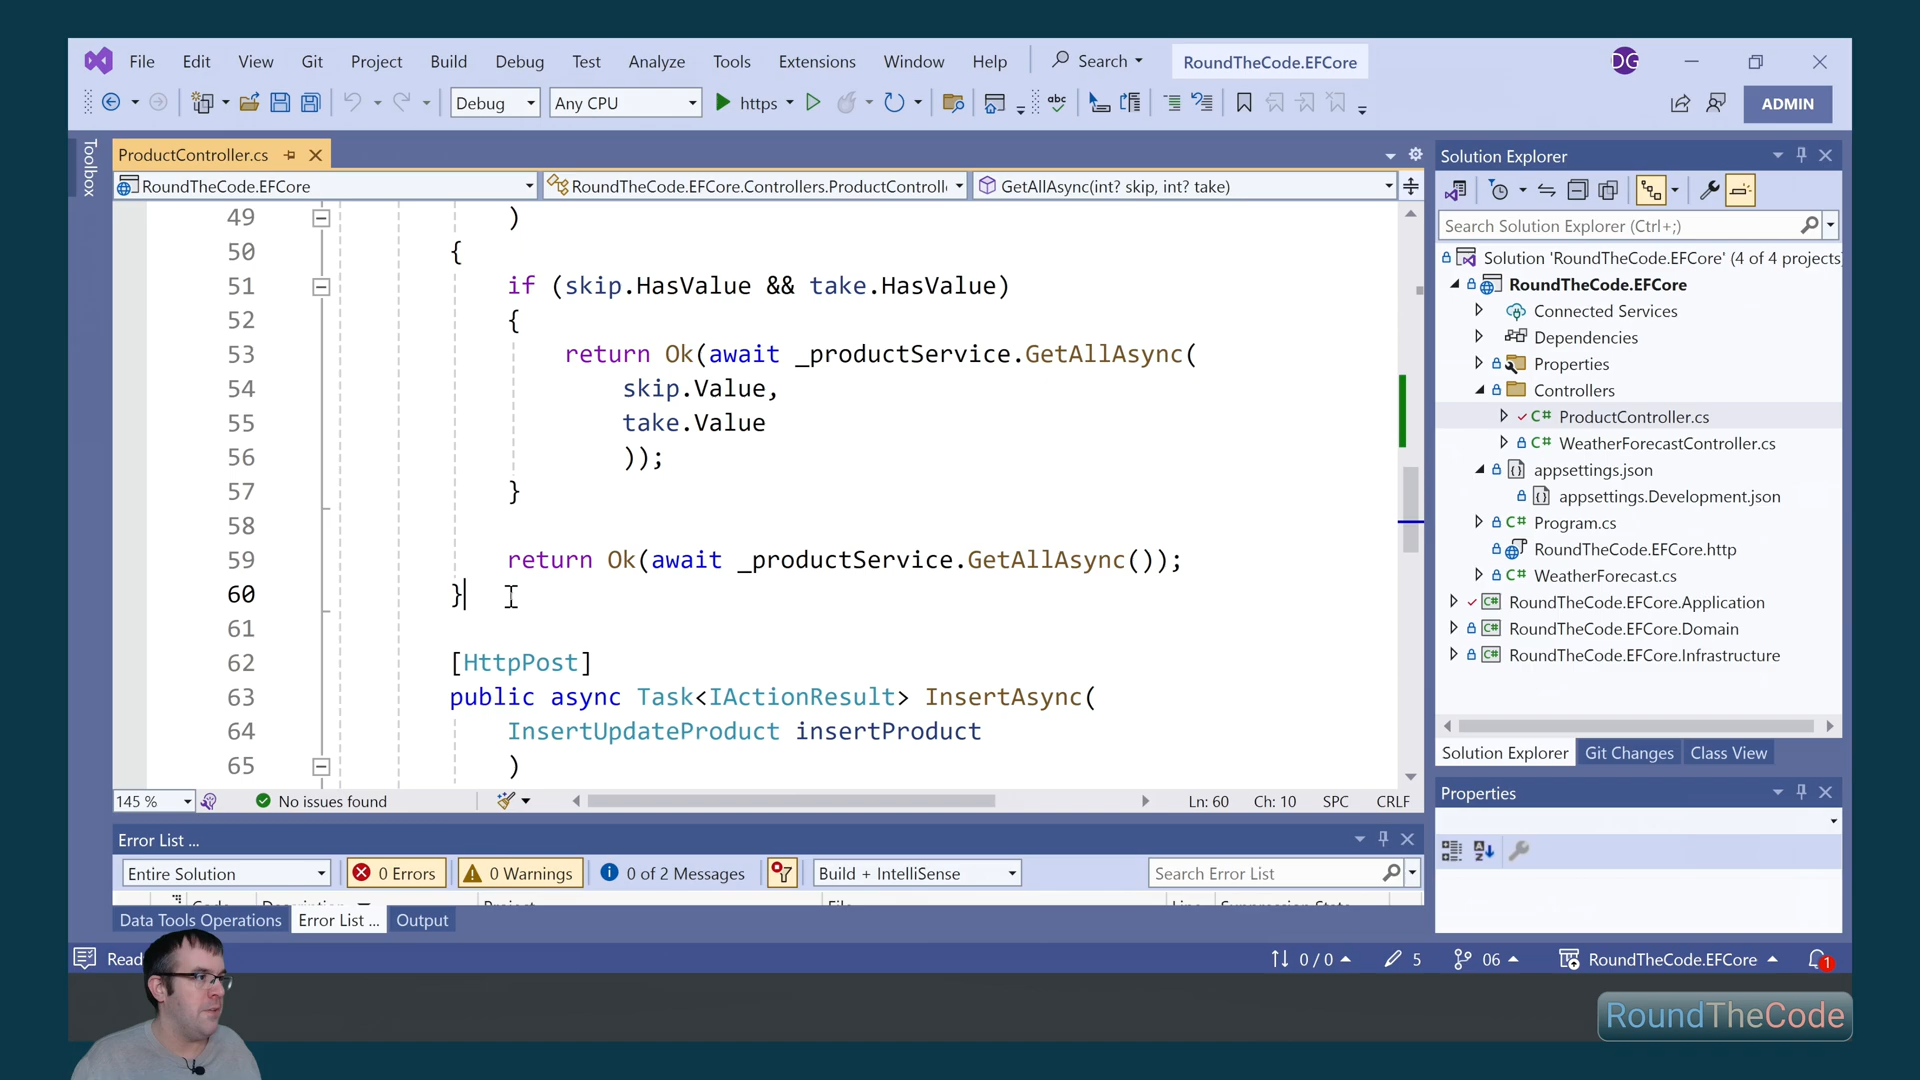 File Edit View Git Project Build Debug Test Analyze Tools Extensions Window Help Search RoundTheCode.EFCore DG
Debug Any CPU https abc ADMIN
Toolbox
ProductController.cs
RoundTheCode.EFCore RoundTheCode.EFCore.Controllers.ProductControll GetAllAsync(int? skip, int? take)
49 )
50 {
51 if (skip.HasValue && take.HasValue)
52 {
53 return Ok(await _productService.GetAllAsync(
54 skip.Value,
55 take.Value
56 ));
57 }
58
59 return Ok(await _productService.GetAllAsync());
60 }
61
62 [HttpPost]
63 public async Task<IActionResult> InsertAsync(
64 InsertUpdateProduct insertProduct
65 )
145 % No issues found Ln: 60 Ch: 10 SPC CRLF
Solution Explorer
Search Solution Explorer (Ctrl+;)
Solution 'RoundTheCode.EFCore' (4 of 4 projects)
RoundTheCode.EFCore
Connected Services
Dependencies
Properties
Controllers
C# ProductController.cs
C# WeatherForecastController.cs
appsettings.json
appsettings.Development.json
C# Program.cs
RoundTheCode.EFCore.http
C# WeatherForecast.cs
C# RoundTheCode.EFCore.Application
C# RoundTheCode.EFCore.Domain
C# RoundTheCode.EFCore.Infrastructure
Solution Explorer Git Changes Class View
Properties
Error List ...
Entire Solution 0 Errors 0 Warnings 0 of 2 Messages Build + IntelliSense Search Error List
Data Tools Operations Error List ... Output
0 / 0 5 06 RoundTheCode.EFCore 1
RoundTheCode